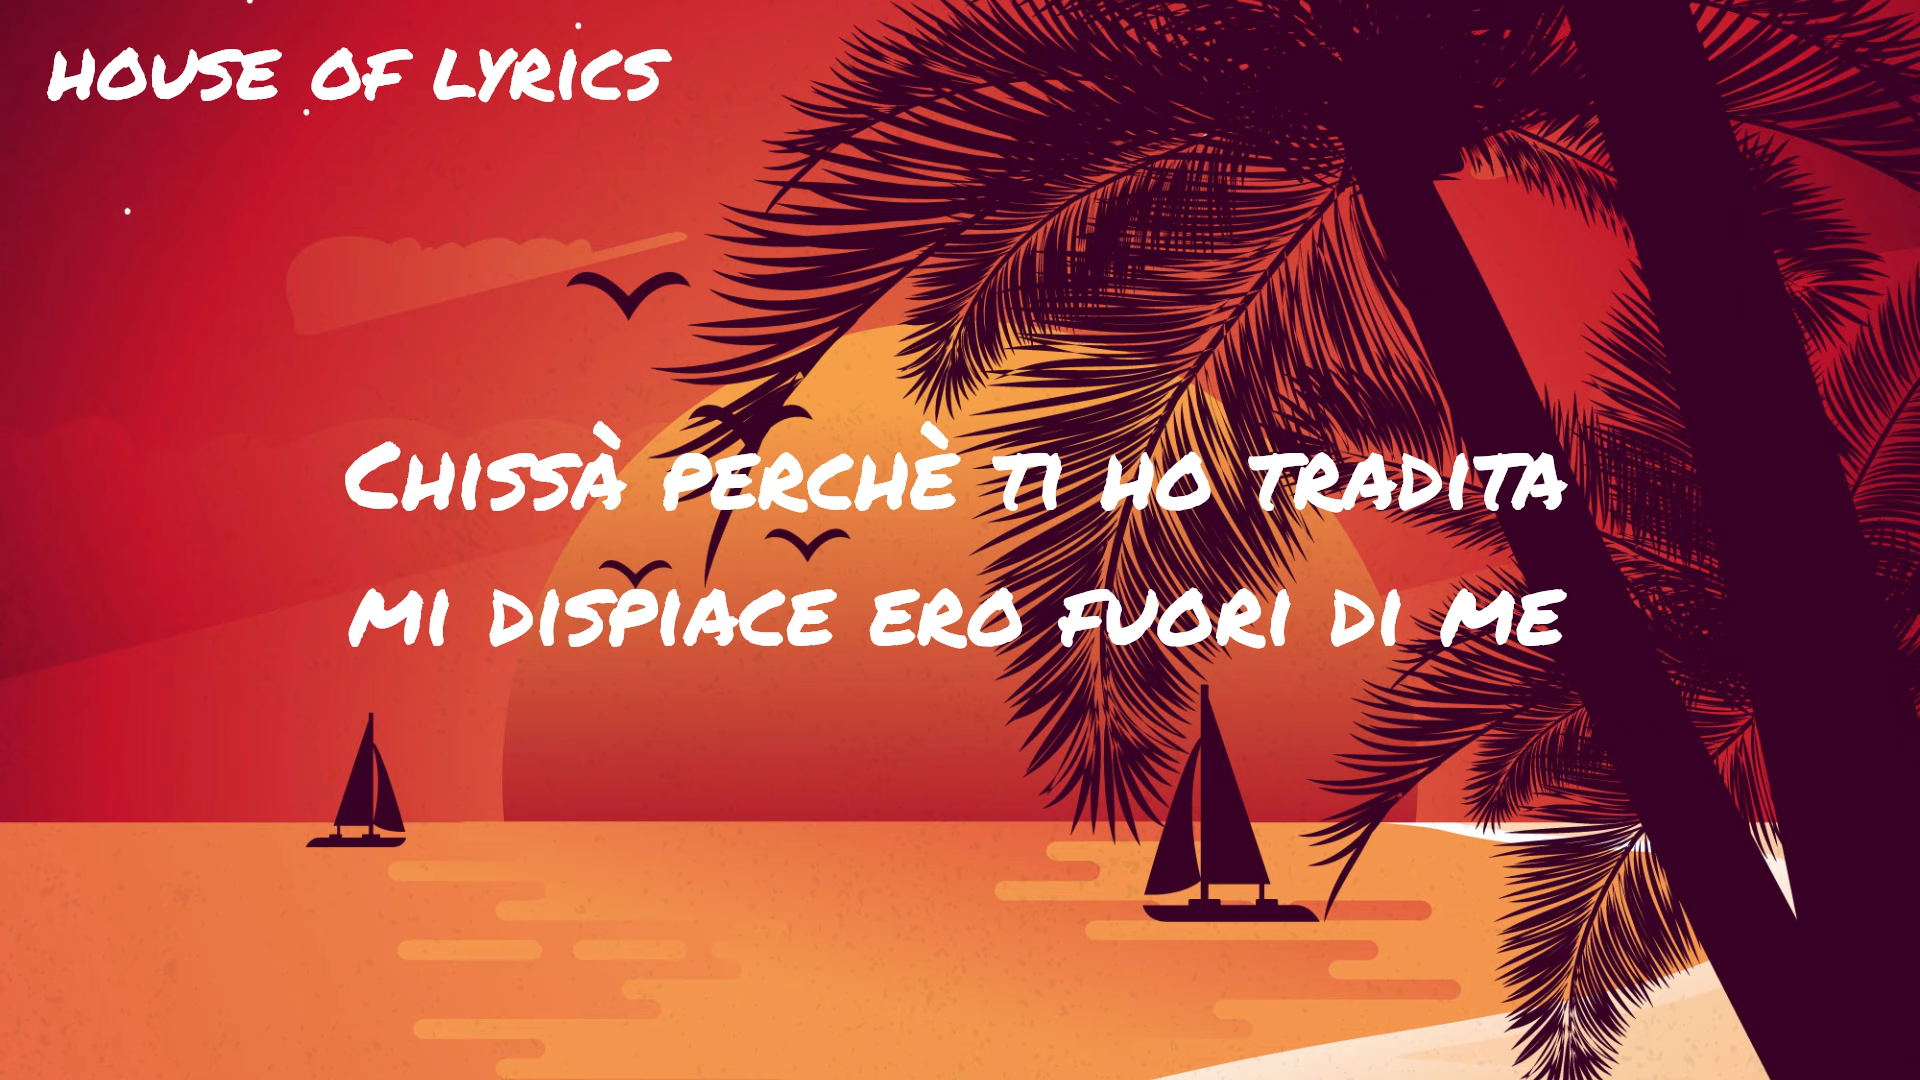 HOUSE OF LYRICS
CHISSÀ PERCHÈ TI HO TRADITA
MI DISPIACE ERO FUORI DI ME